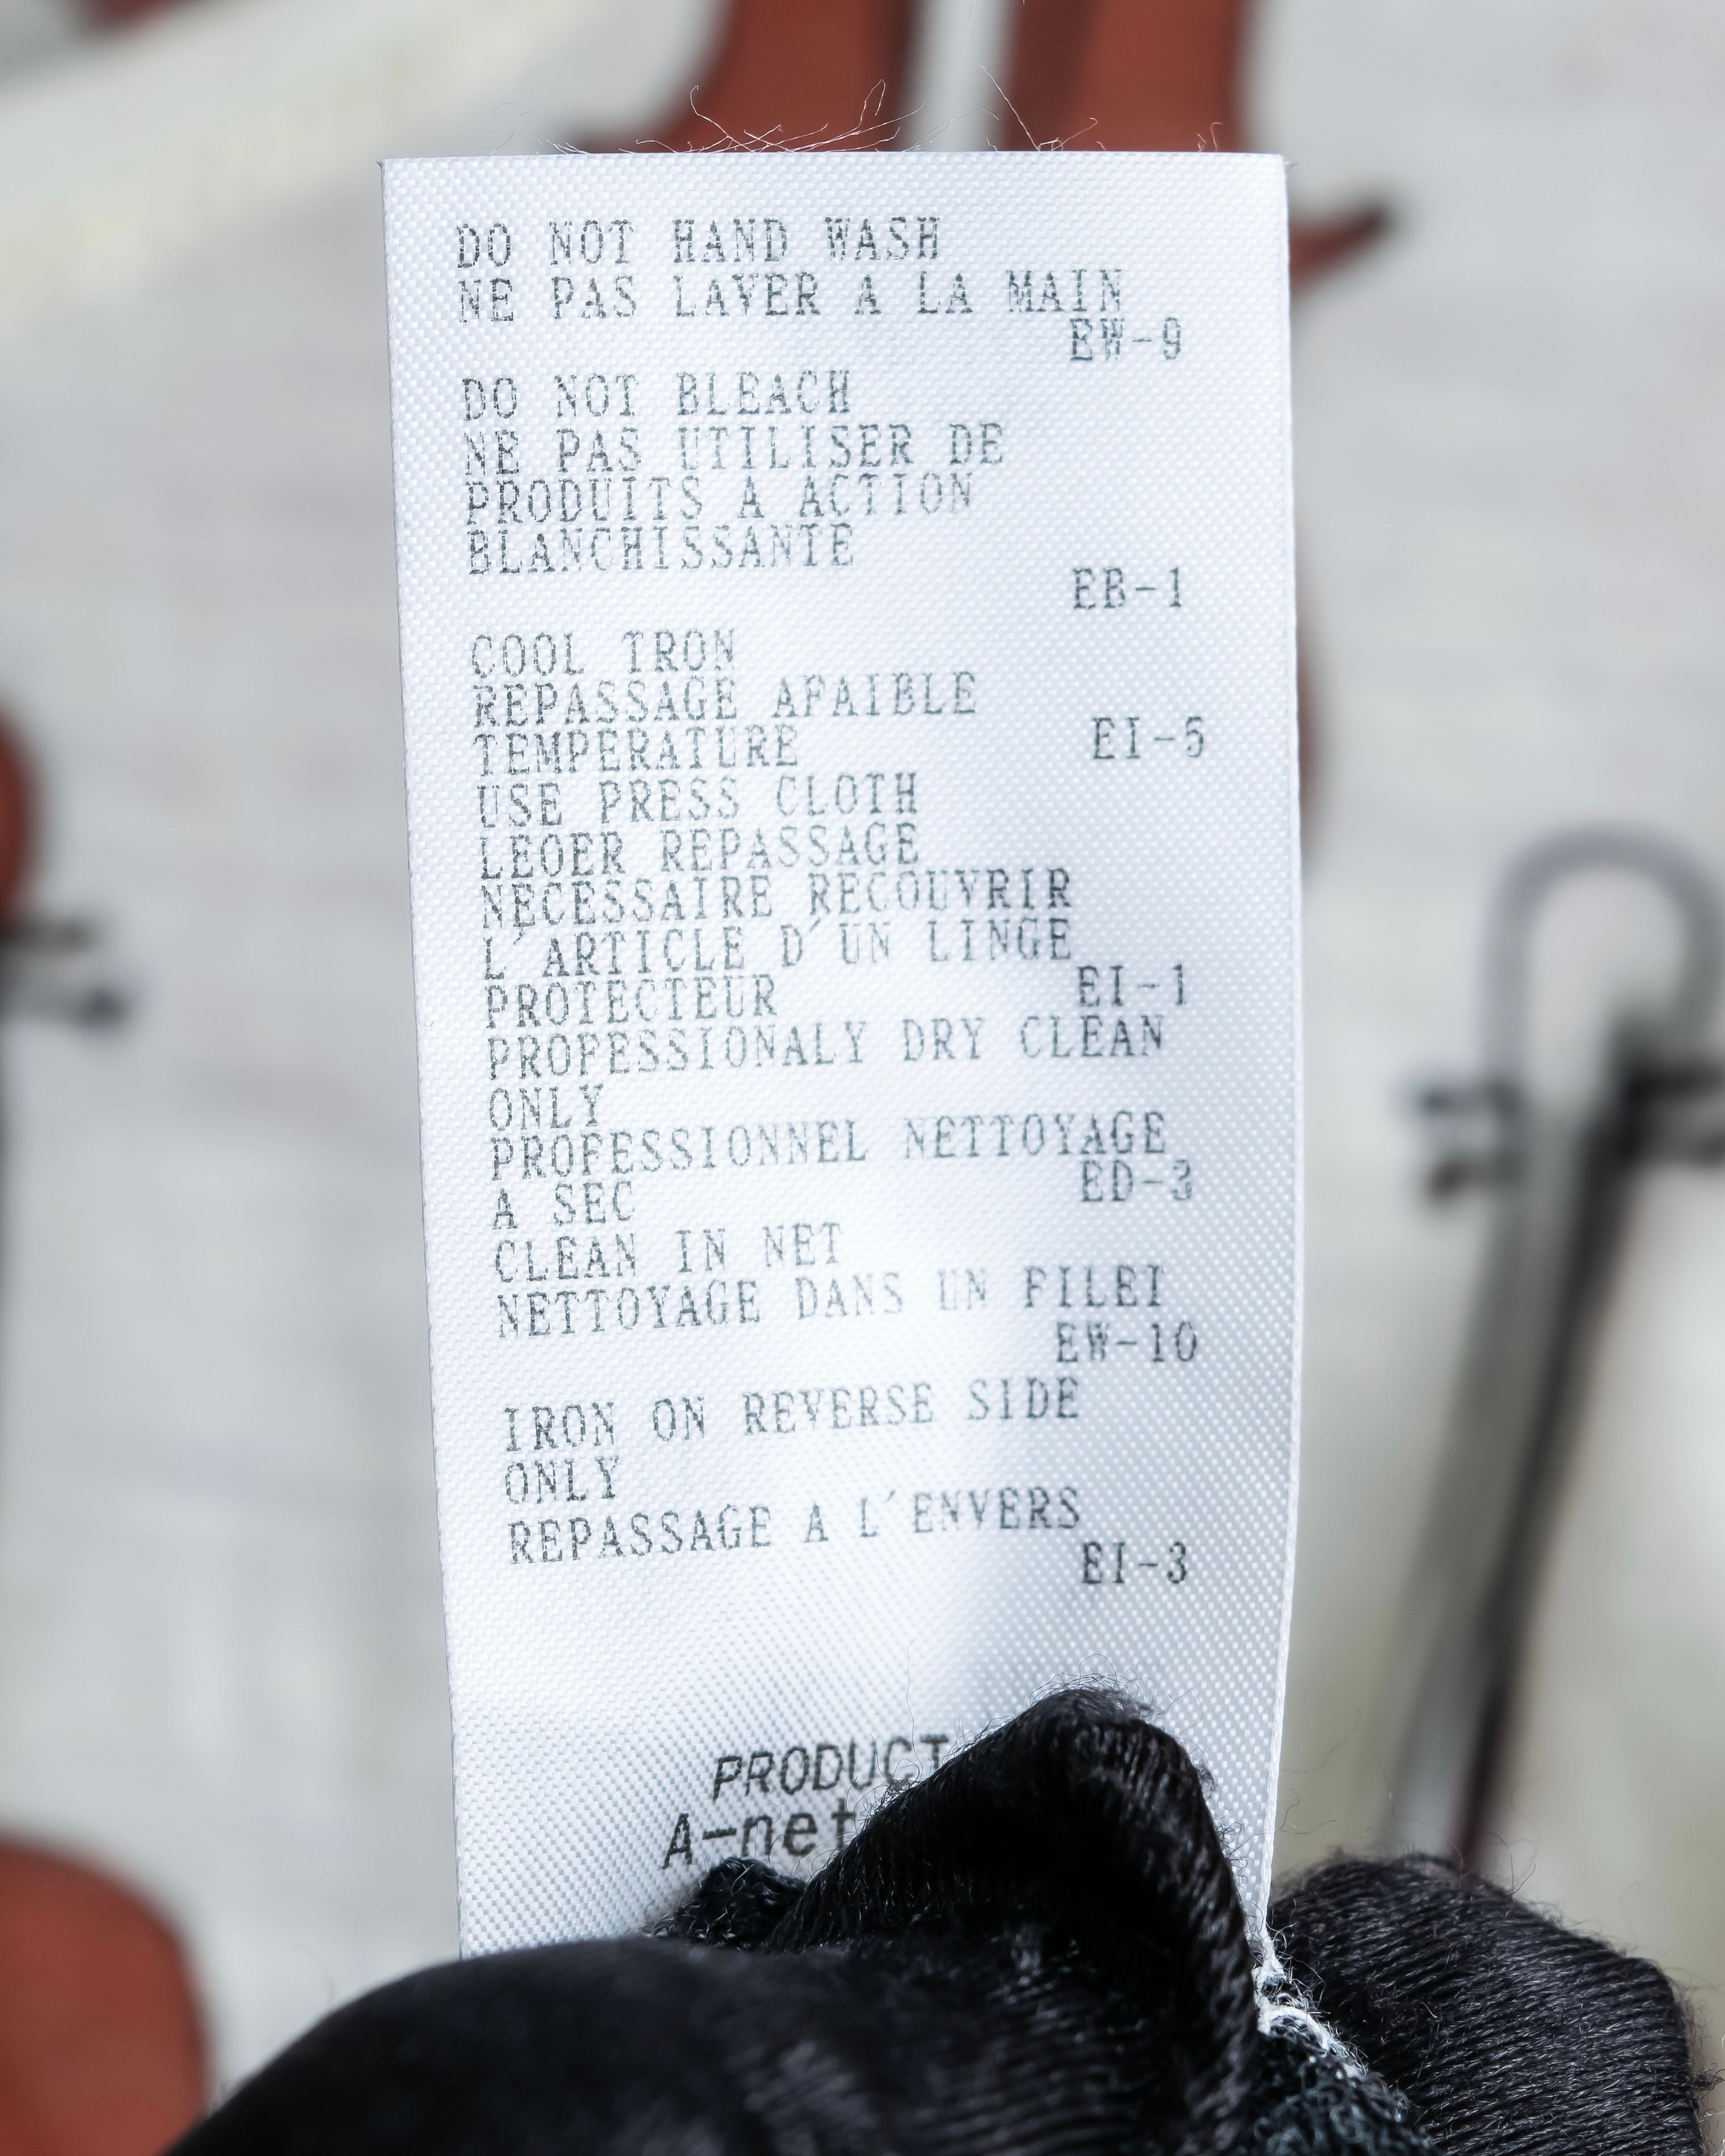 DO NOT HAND WASH
NE PAS LAVER A LA MAIN
EW-9
DO NOT BLEACH
NE PAS UTILISER DE
PRODUITS A ACTION
BLANCHISSANTE
EB-1
COOL IRON
REPASSAGE APAIBLE
TEMPERATURE EI-5
USE PRESS CLOTH
LEOER REPASSAGE
NECESSAIRE RECOUVRIR
L'ARTICLE D'UN LINGE
PROTECTEUR EI-1
PROFESSIONALY DRY CLEAN
ONLY
PROFESSIONNEL NETTOYAGE
A SEC ED-3
CLEAN IN NET
NETTOYAGE DANS UN FILET
EW-10
IRON ON REVERSE SIDE
ONLY
REPASSAGE A L'ENVERS
EI-3
PRODUCT
A-net